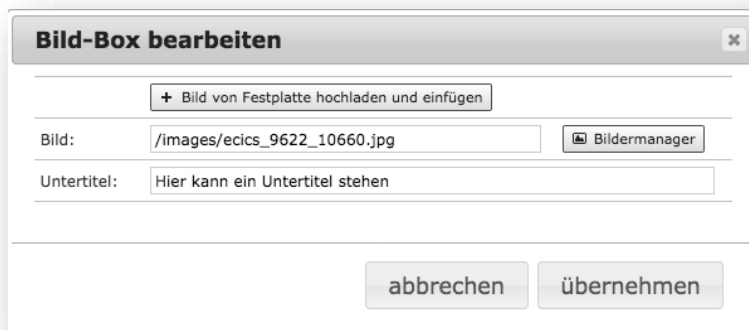 Bild-Box bearbeiten
+ Bild von Festplatte hochladen und einfügen
Bild: /images/ecics_9622_10660.jpg Bildermanager
Untertitel: Hier kann ein Untertitel stehen
abbrechen übernehmen